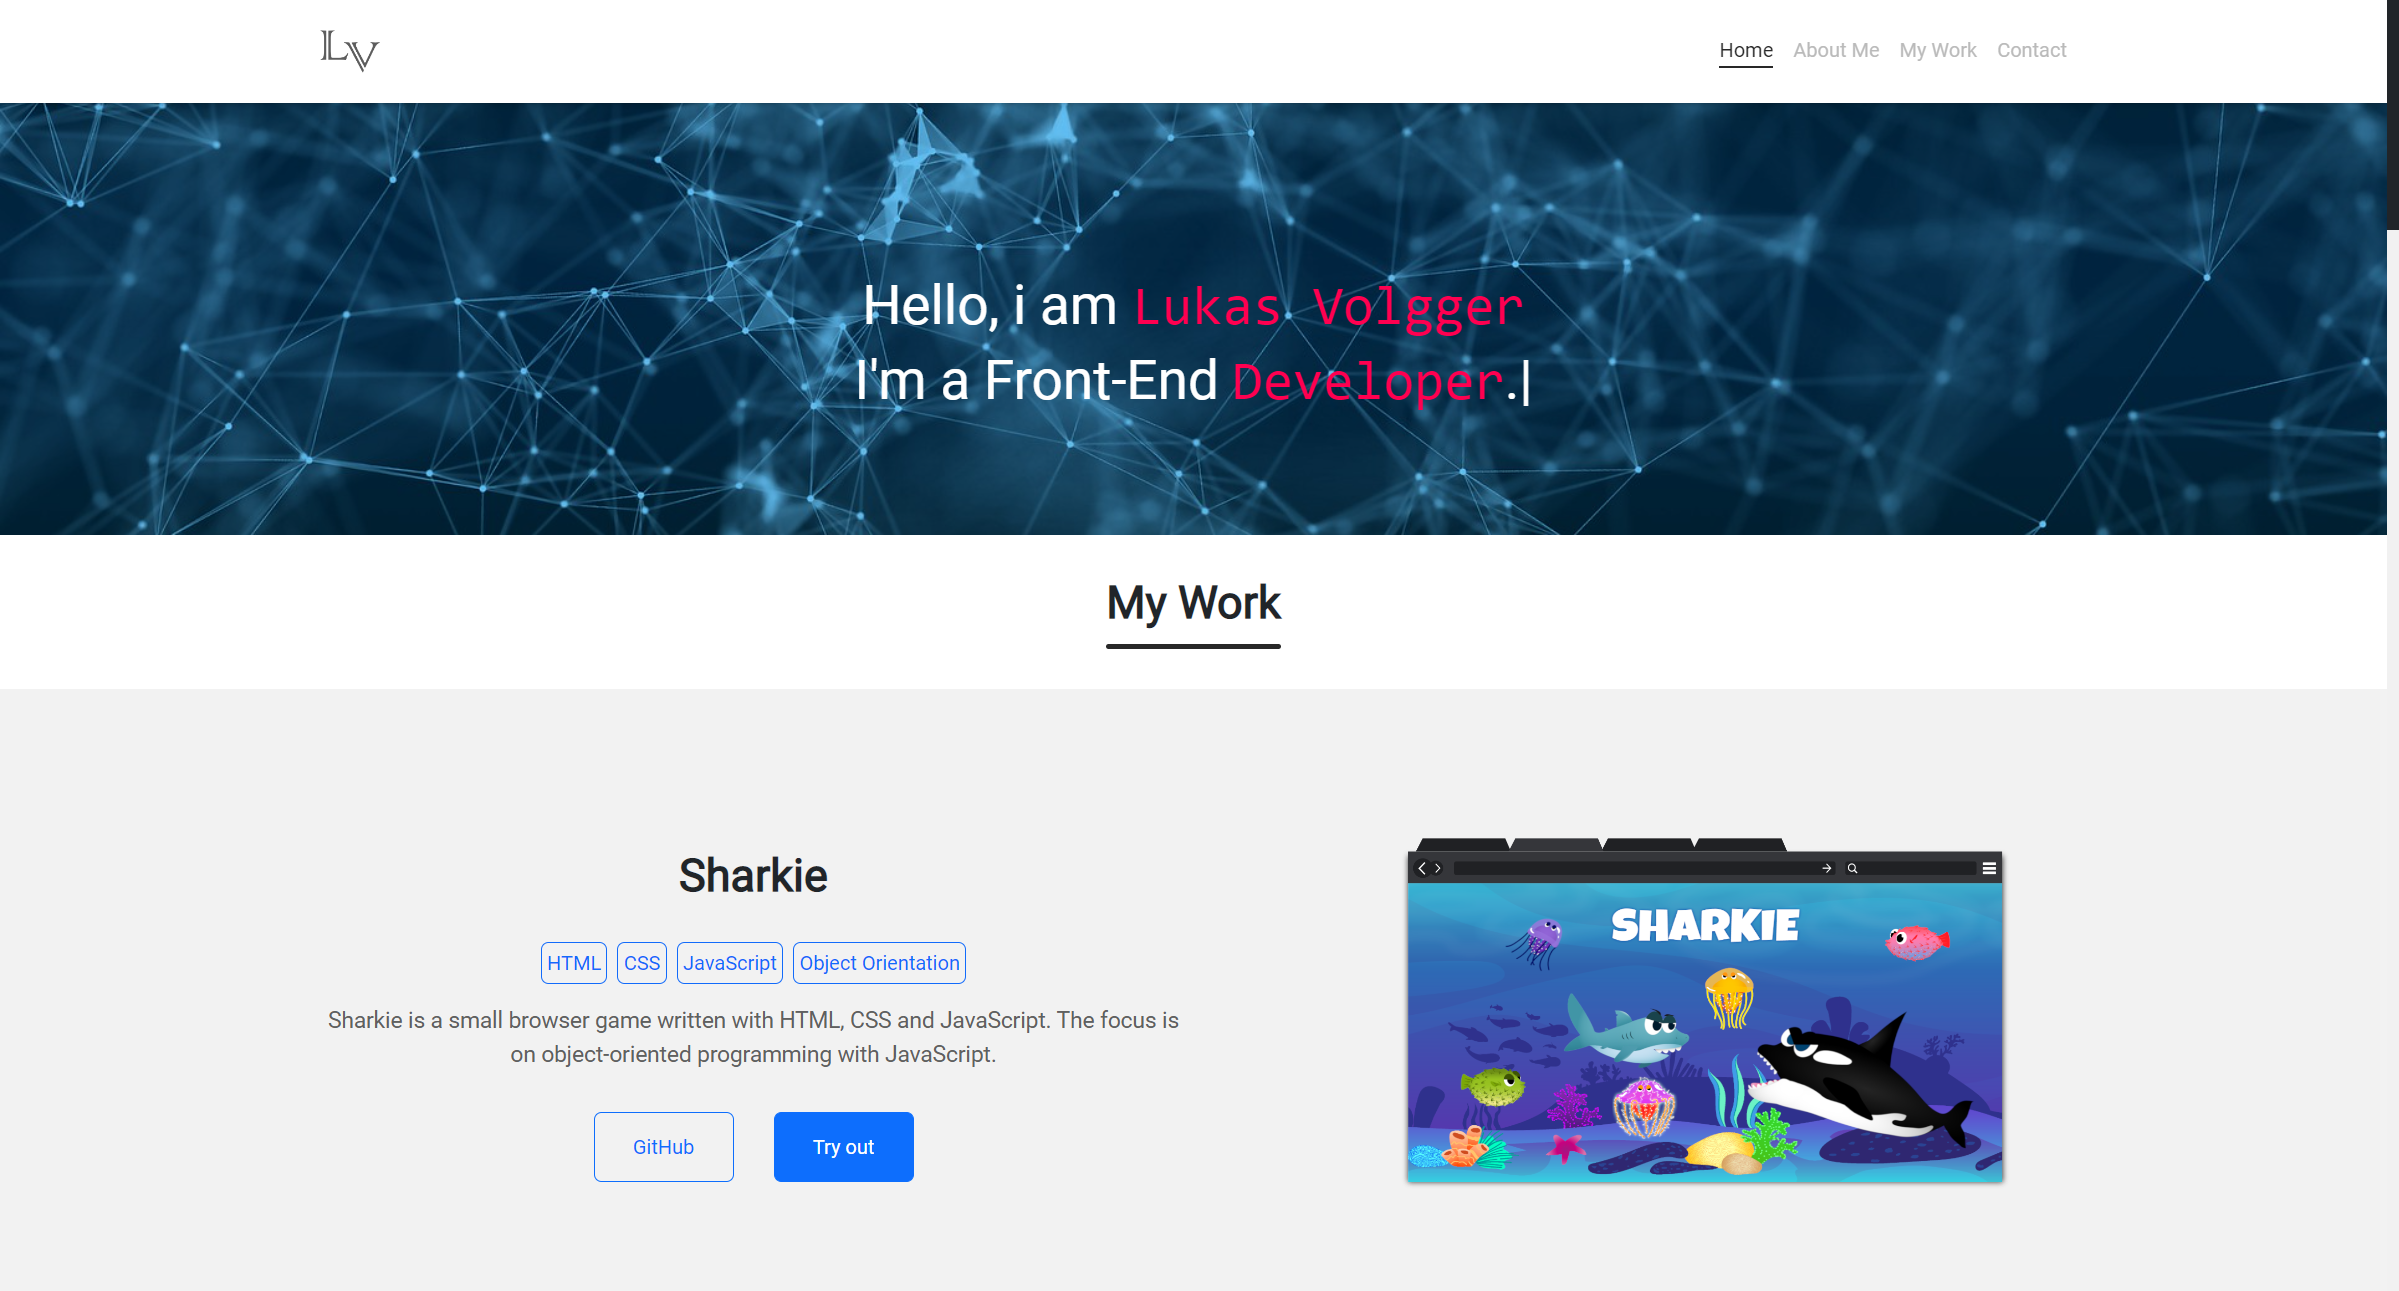 LV
Home About Me My Work Contact
Hello, i am Lukas Volgger
I'm a Front-End Developer.|
My Work
Sharkie
HTML CSS JavaScript Object Orientation
Sharkie is a small browser game written with HTML, CSS and JavaScript. The focus is
on object-oriented programming with JavaScript.
GitHub Try out
SHARKIE